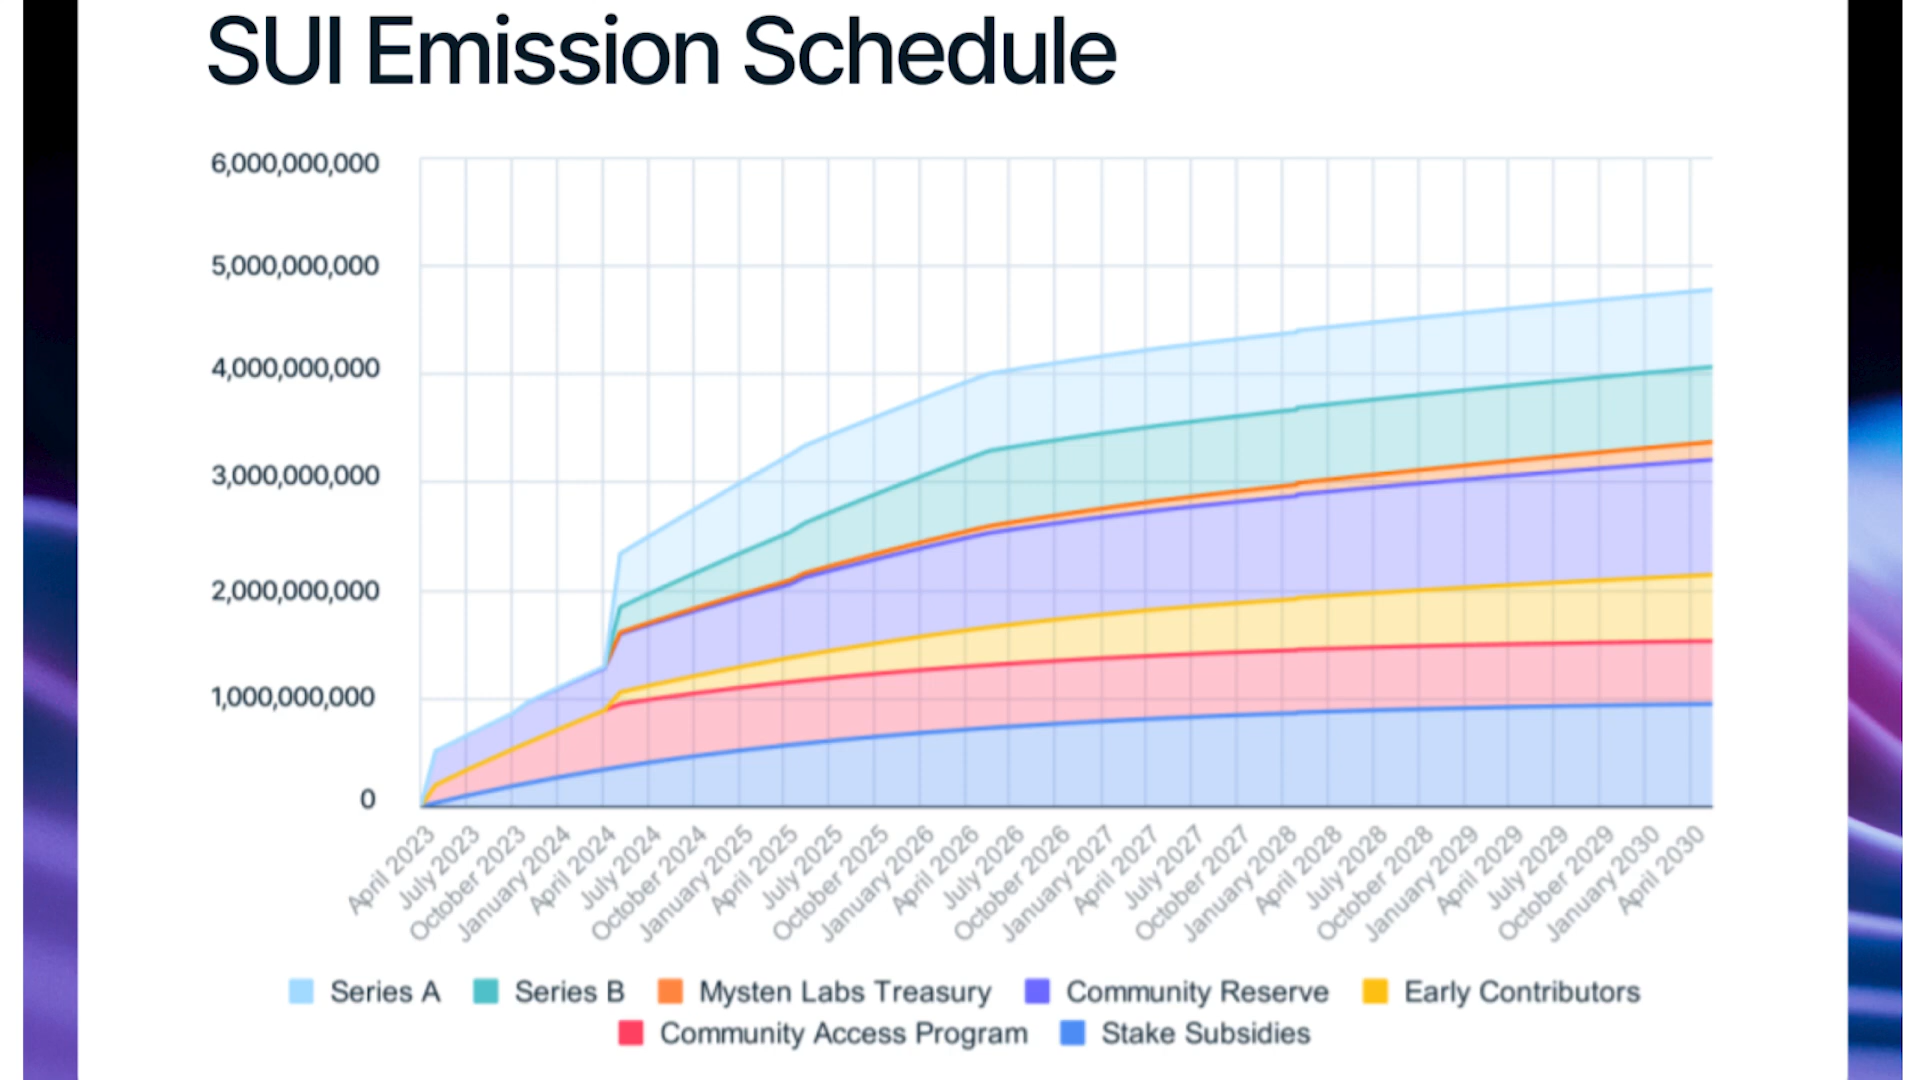 SUI Emission Schedule
6,000,000,000
5,000,000,000
4,000,000,000
3,000,000,000
2,000,000,000
1,000,000,000
0
April 2023
July 2023
October 2023
January 2024
April 2024
July 2024
October 2024
January 2025
April 2025
July 2025
October 2025
January 2026
April 2026
July 2026
October 2026
January 2027
April 2027
July 2027
October 2027
January 2028
April 2028
July 2028
October 2028
January 2029
April 2029
July 2029
October 2029
January 2030
April 2030
Series A Series B Mysten Labs Treasury Community Reserve Early Contributors
Community Access Program Stake Subsidies